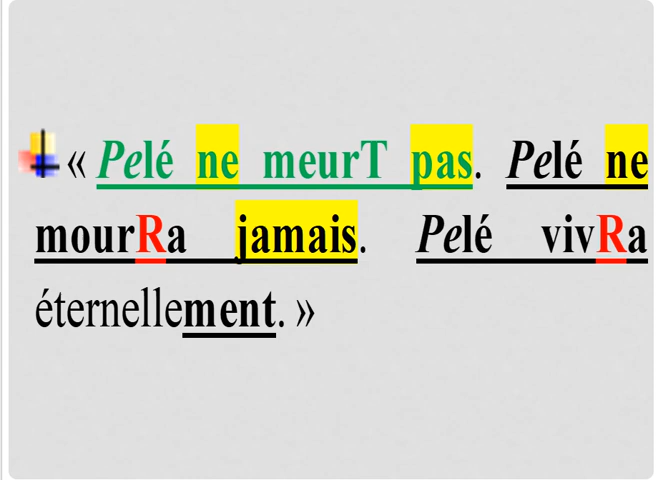 « Pelé ne meurT pas. Pelé ne
mourRa jamais. Pelé vivRa
éternellement. »